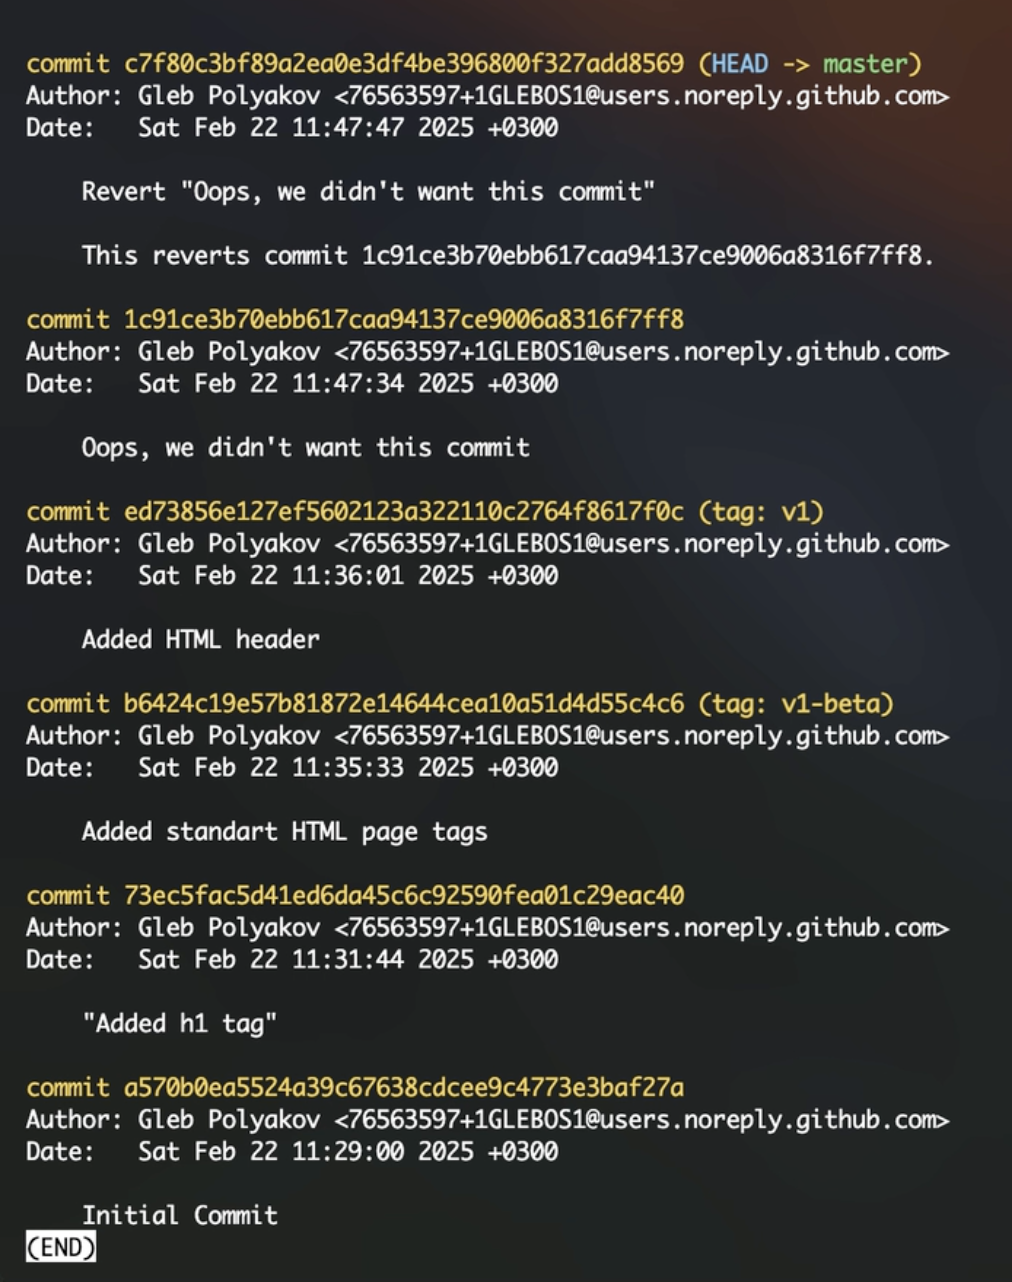 commit c7f80c3bf89a2ea0e3df4be396800f327add8569 (HEAD -> master)
Author: Gleb Polyakov <76563597+1GLEBOS1@users.noreply.github.com>
Date:   Sat Feb 22 11:47:47 2025 +0300
Revert "Oops, we didn't want this commit"
This reverts commit 1c91ce3b70ebb617caa94137ce9006a8316f7ff8.
commit 1c91ce3b70ebb617caa94137ce9006a8316f7ff8
Author: Gleb Polyakov <76563597+1GLEBOS1@users.noreply.github.com>
Date:   Sat Feb 22 11:47:34 2025 +0300
Oops, we didn't want this commit
commit ed73856e127ef5602123a322110c2764f8617f0c (tag: v1)
Author: Gleb Polyakov <76563597+1GLEBOS1@users.noreply.github.com>
Date:   Sat Feb 22 11:36:01 2025 +0300
Added HTML header
commit b6424c19e57b81872e14644cea10a51d4d55c4c6 (tag: v1-beta)
Author: Gleb Polyakov <76563597+1GLEBOS1@users.noreply.github.com>
Date:   Sat Feb 22 11:35:33 2025 +0300
Added standart HTML page tags
commit 73ec5fac5d41ed6da45c6c92590fea01c29eac40
Author: Gleb Polyakov <76563597+1GLEBOS1@users.noreply.github.com>
Date:   Sat Feb 22 11:31:44 2025 +0300
"Added h1 tag"
commit a570b0ea5524a39c67638cdcee9c4773e3baf27a
Author: Gleb Polyakov <76563597+1GLEBOS1@users.noreply.github.com>
Date:   Sat Feb 22 11:29:00 2025 +0300
Initial Commit
(END)